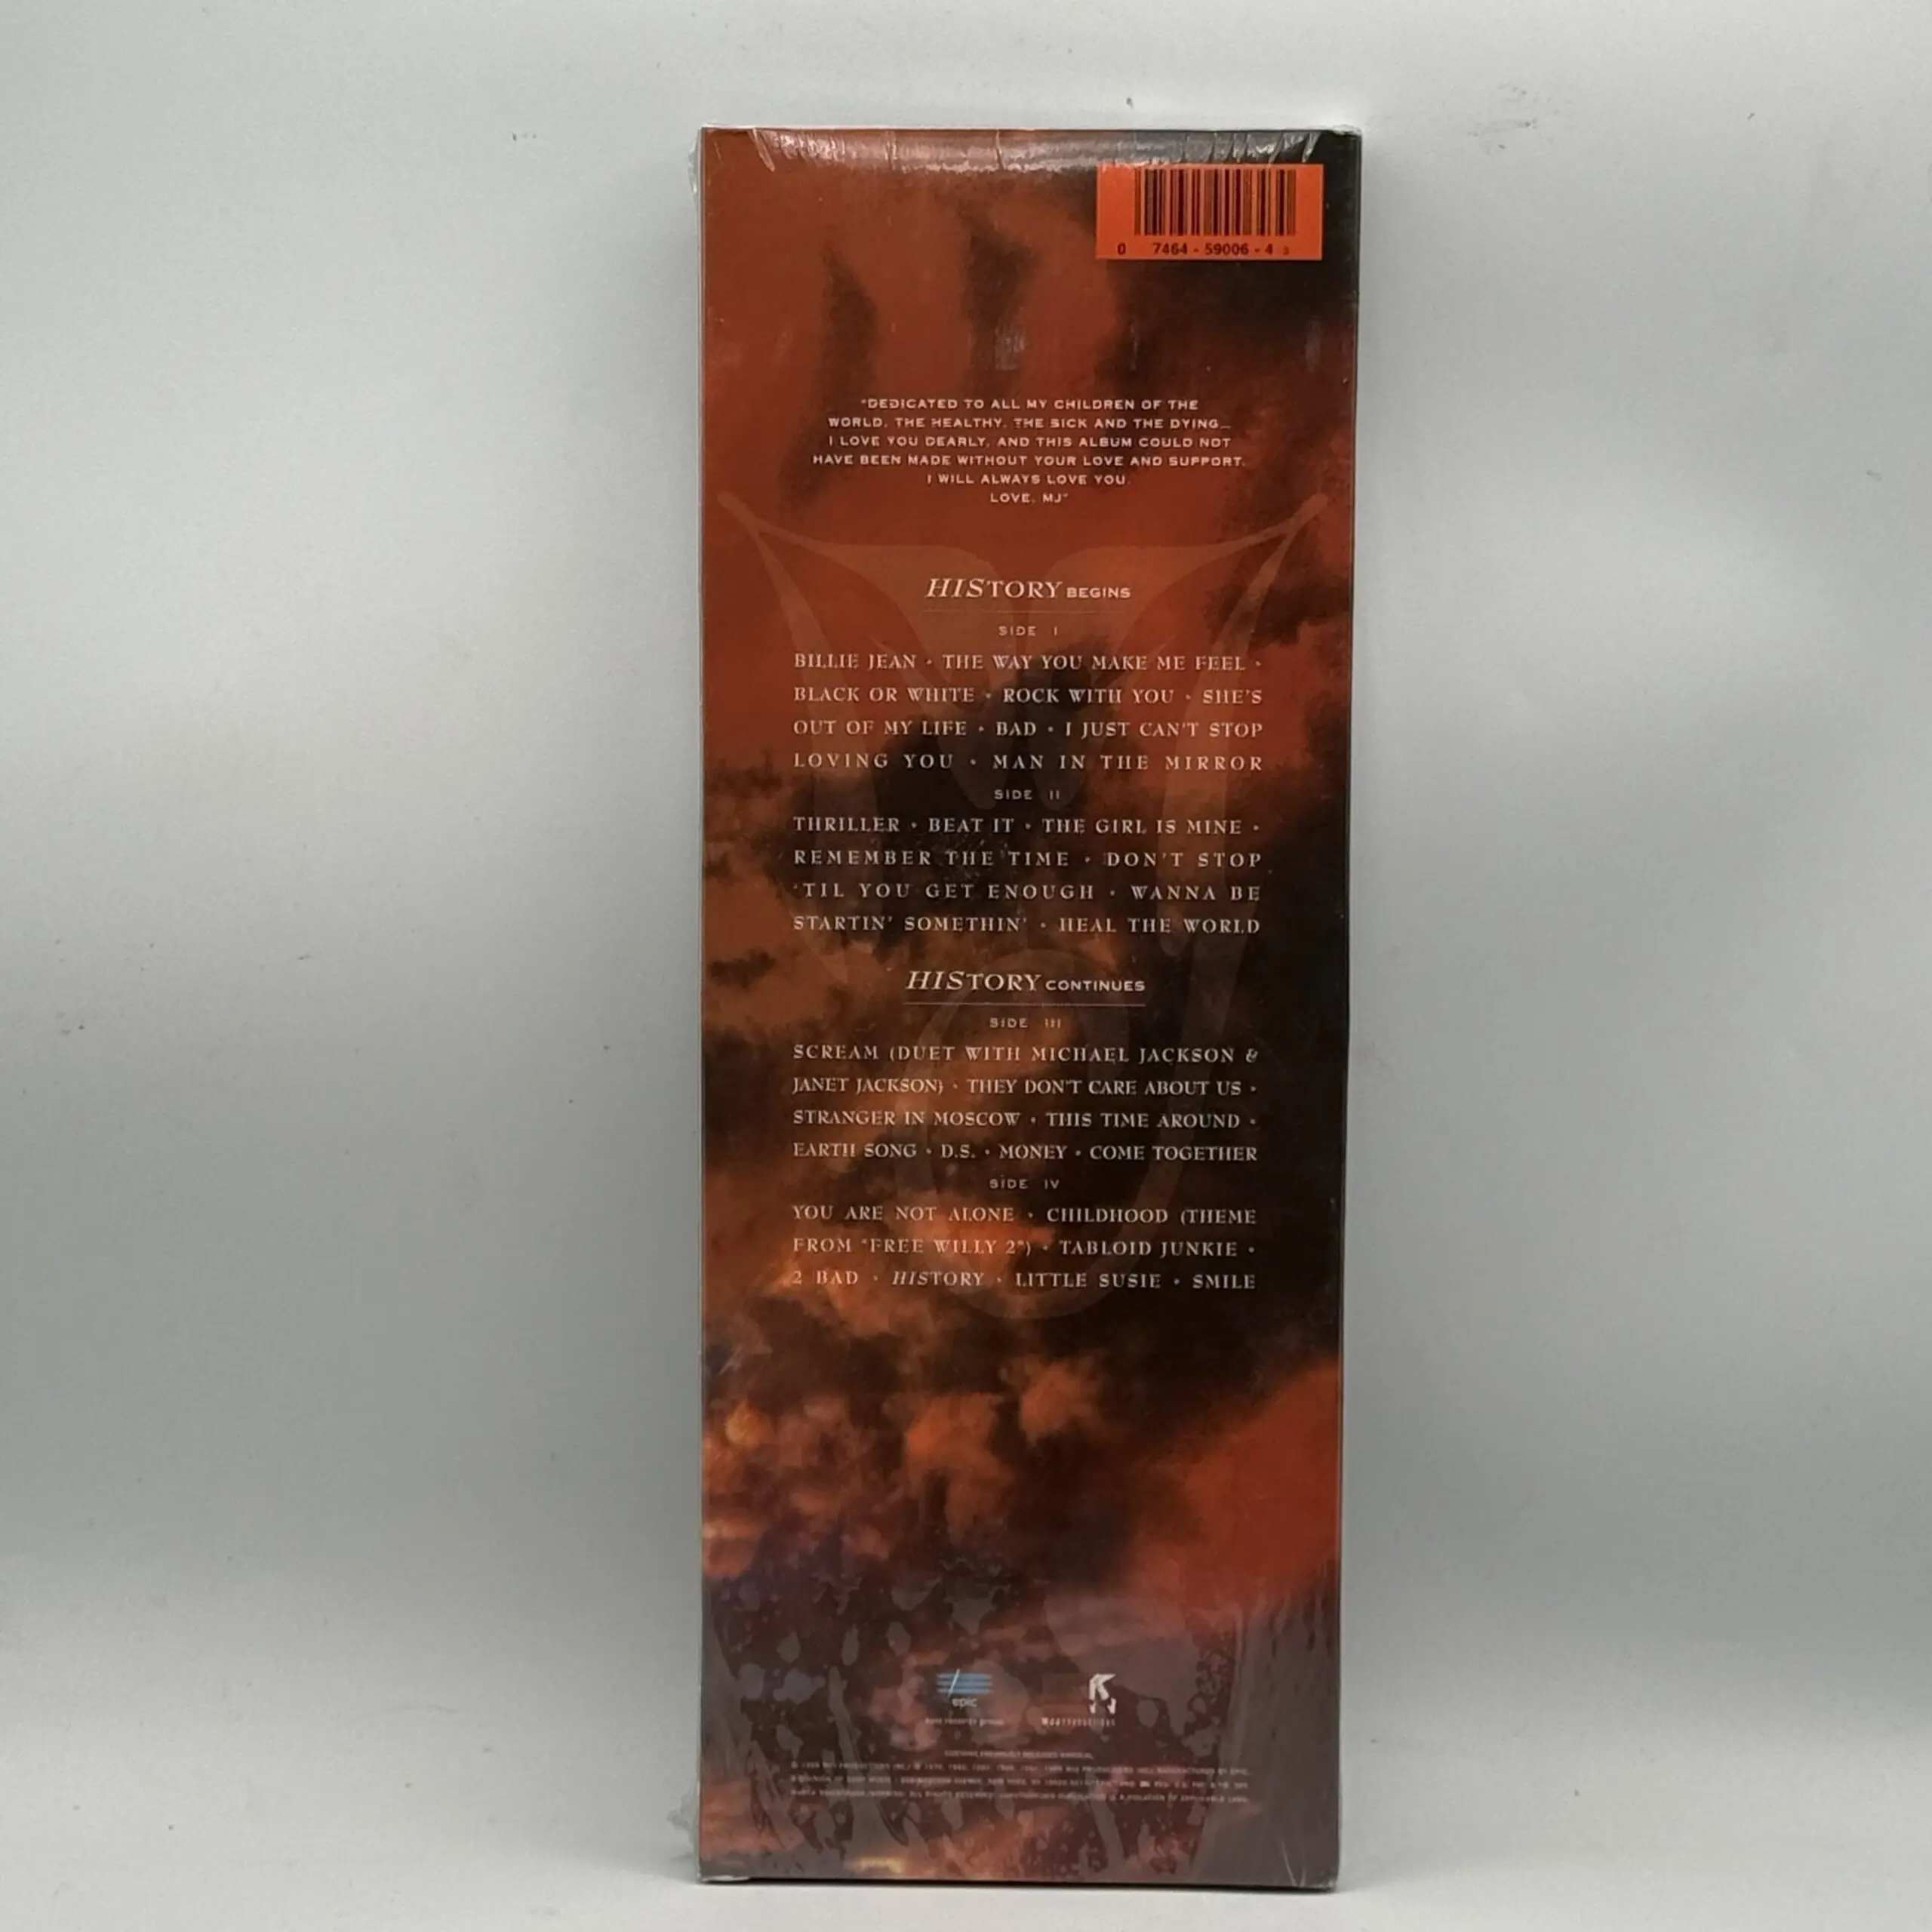 0 7464 - 59006 - 4
"DEDICATED TO ALL MY CHILDREN OF THE
WORLD, THE HEALTHY, THE SICK AND THE DYING...
I LOVE YOU DEARLY, AND THIS ALBUM COULD NOT
HAVE BEEN MADE WITHOUT YOUR LOVE AND SUPPORT.
I WILL ALWAYS LOVE YOU.
LOVE, MJ"
HISTORY BEGINS
SIDE I
BILLIE JEAN • THE WAY YOU MAKE ME FEEL •
BLACK OR WHITE • ROCK WITH YOU • SHE'S
OUT OF MY LIFE • BAD • I JUST CAN'T STOP
LOVING YOU • MAN IN THE MIRROR
SIDE II
THRILLER • BEAT IT • THE GIRL IS MINE •
REMEMBER THE TIME • DON'T STOP
'TIL YOU GET ENOUGH • WANNA BE
STARTIN' SOMETHIN' • HEAL THE WORLD
HISTORY CONTINUES
SIDE III
SCREAM (DUET WITH MICHAEL JACKSON &
JANET JACKSON) • THEY DON'T CARE ABOUT US •
STRANGER IN MOSCOW • THIS TIME AROUND •
EARTH SONG • D.S. • MONEY • COME TOGETHER
SIDE IV
YOU ARE NOT ALONE • CHILDHOOD (THEME
FROM "FREE WILLY 2") • TABLOID JUNKIE •
2 BAD • HISTORY • LITTLE SUSIE • SMILE
epic
epic records group